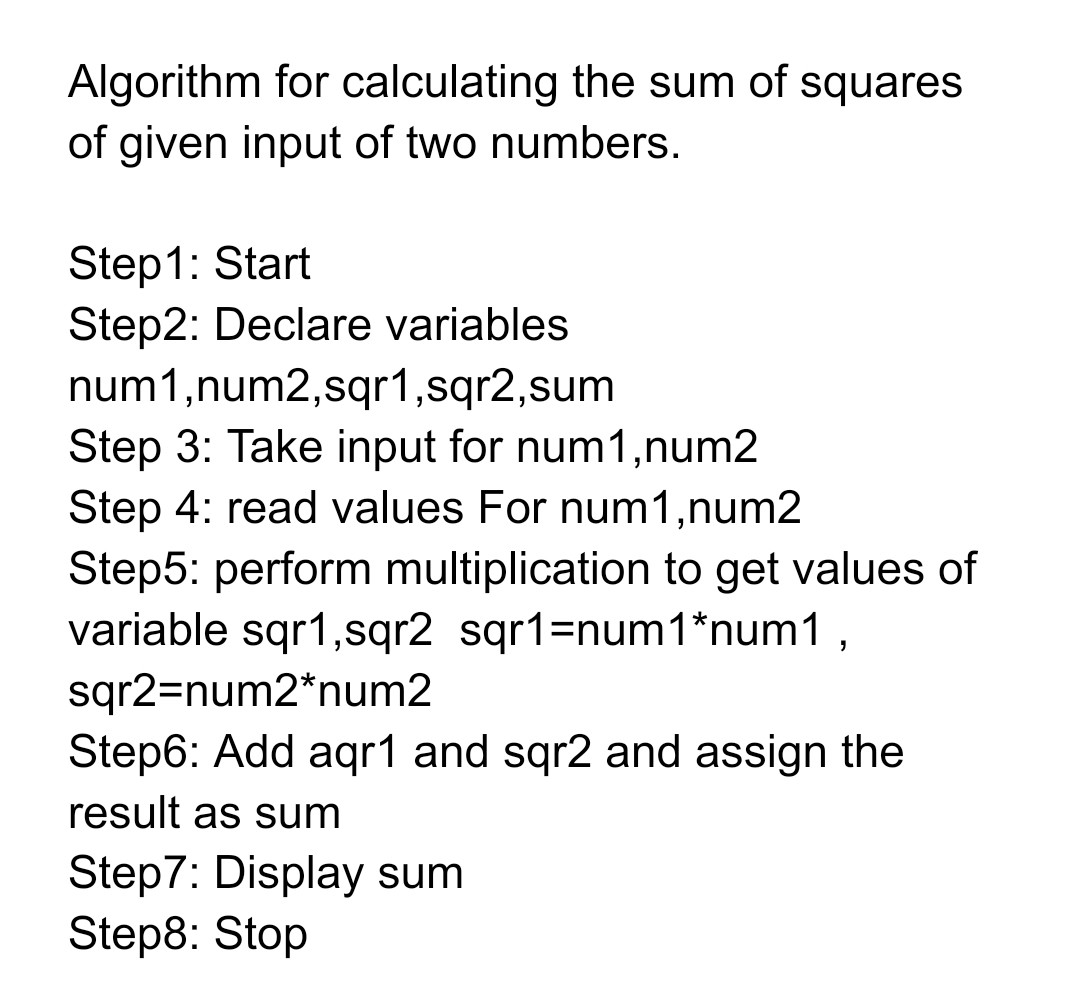 Algorithm for calculating the sum of squares
of given input of two numbers.
Step1: Start
Step2: Declare variables
num1,num2,sqr1,sqr2,sum
Step 3: Take input for num1,num2
Step 4: read values For num1,num2
Step5: perform multiplication to get values of
variable sqr1,sqr2  sqr1=num1*num1 ,
sqr2=num2*num2
Step6: Add aqr1 and sqr2 and assign the
result as sum
Step7: Display sum
Step8: Stop